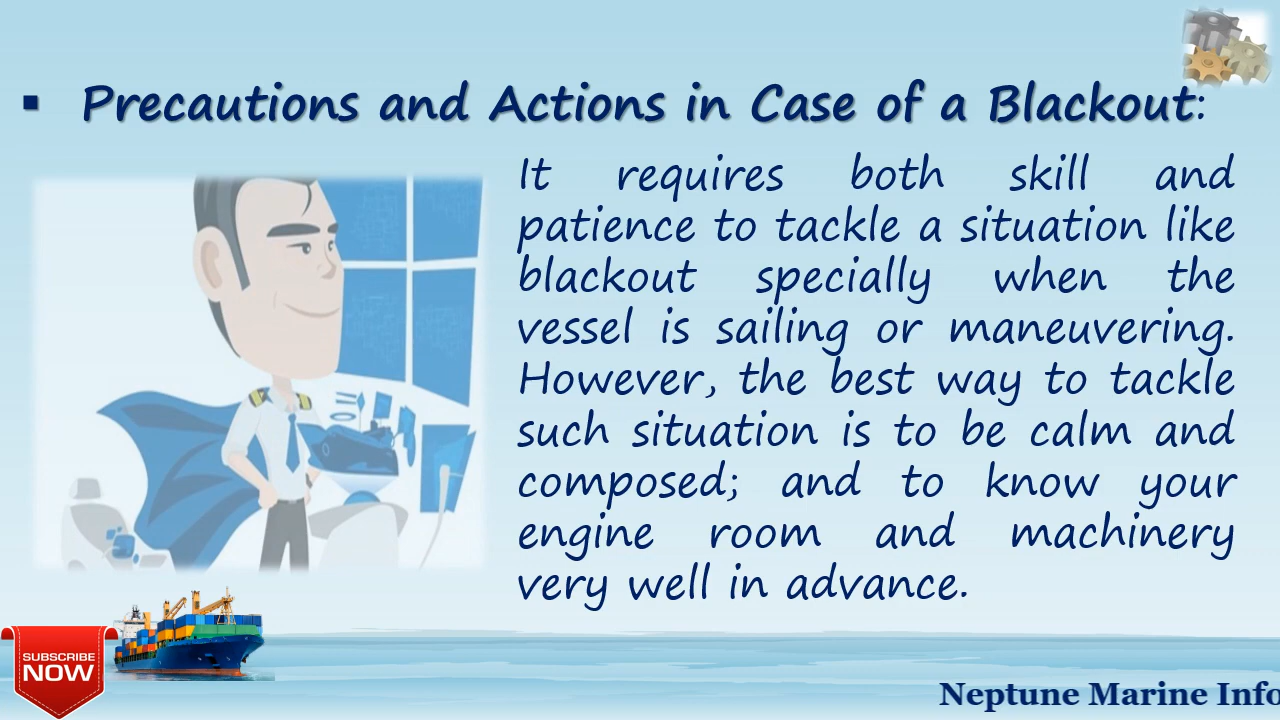 ▪ Precautions and Actions in Case of a Blackout:
It requires both skill and
patience to tackle a situation like
blackout specially when the
vessel is sailing or maneuvering.
However, the best way to tackle
such situation is to be calm and
composed; and to know your
engine room and machinery
very well in advance.
SUBSCRIBE
NOW
Neptune Marine Info